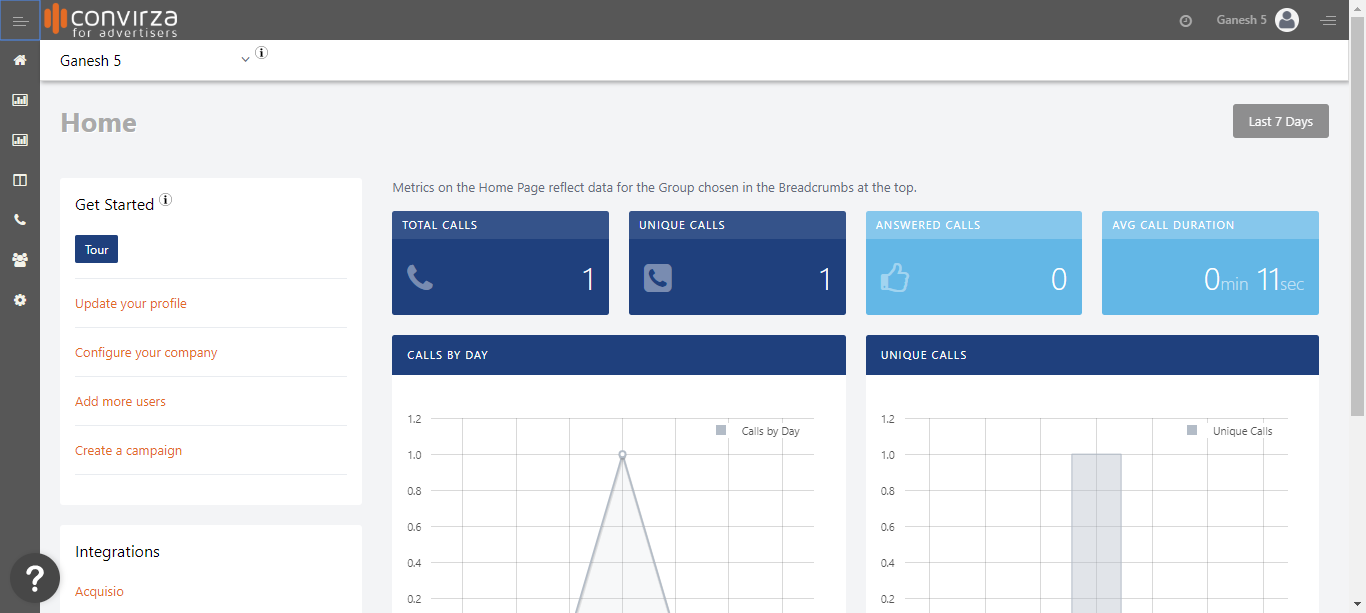 convirza
for advertisers
Ganesh 5
Ganesh 5
i
Home
Last 7 Days
Get Started i
Tour
Update your profile
Configure your company
Add more users
Create a campaign
Integrations
Acquisio
?
Metrics on the Home Page reflect data for the Group chosen in the Breadcrumbs at the top.
TOTAL CALLS
1
UNIQUE CALLS
1
ANSWERED CALLS
0
AVG CALL DURATION
0min 11sec
CALLS BY DAY
Calls by Day
1.2
1.0
0.8
0.6
0.4
0.2
UNIQUE CALLS
Unique Calls
1.2
1.0
0.8
0.6
0.4
0.2